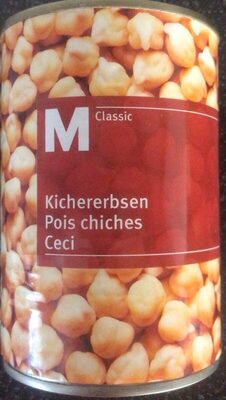 M Classic
Kichererbsen
Pois chiches
Ceci